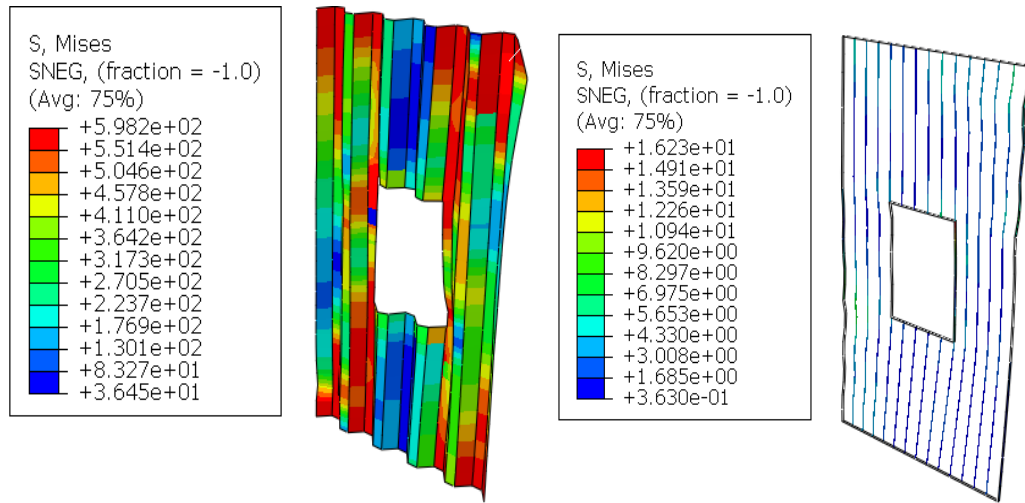 S, Mises
SNEG, (fraction = -1.0)
(Avg: 75%)
+5.982e+02
+5.514e+02
+5.046e+02
+4.578e+02
+4.110e+02
+3.642e+02
+3.173e+02
+2.705e+02
+2.237e+02
+1.769e+02
+1.301e+02
+8.327e+01
+3.645e+01
S, Mises
SNEG, (fraction = -1.0)
(Avg: 75%)
+1.623e+01
+1.491e+01
+1.359e+01
+1.226e+01
+1.094e+01
+9.620e+00
+8.297e+00
+6.975e+00
+5.653e+00
+4.330e+00
+3.008e+00
+1.685e+00
+3.630e-01